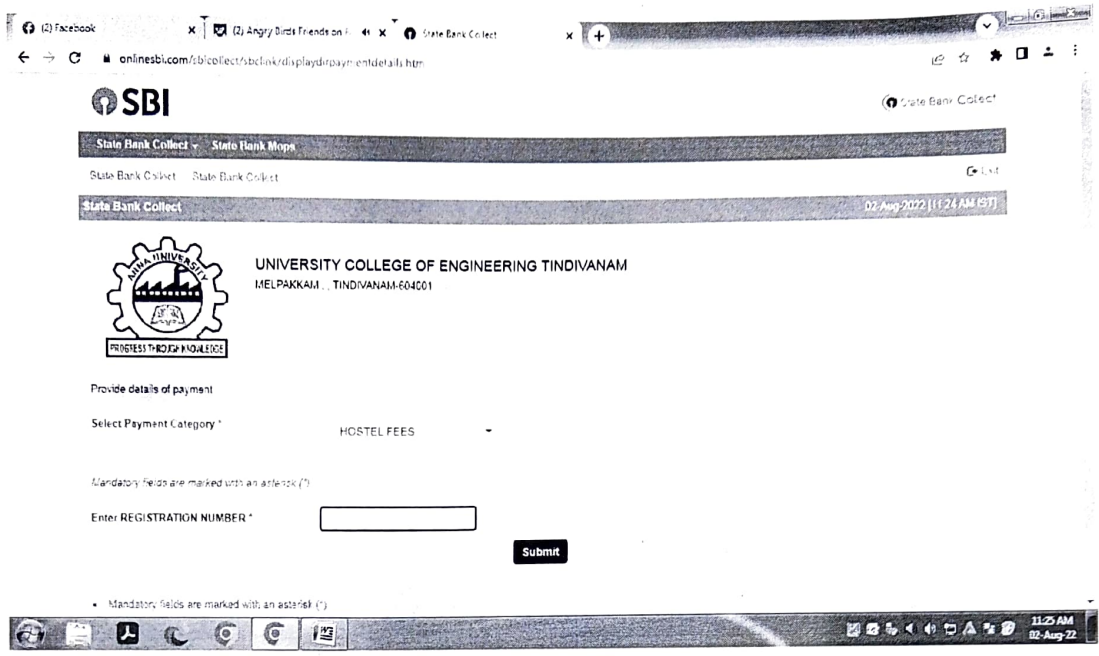 (2) Facebook
(2) Angry Birds Friends on F
State Bank Collect
onlinesbi.com/sbicollect/sbclink/displaydirpaymentdetails.htm
SBI
State Bank Collect
State Bank Collect State Bank Mops
State Bank Collect State Bank Collect
Exit
State Bank Collect
02-Aug-2022 [11:24 AM IST]
ANNA UNIVERSITY
PROGRESS THROUGH KNOWLEDGE
UNIVERSITY COLLEGE OF ENGINEERING TINDIVANAM
MELPAKKAM , , TINDIVANAM-604001
Provide details of payment
Select Payment Category *
HOSTEL FEES
Mandatory fields are marked with an asterisk (*)
Enter REGISTRATION NUMBER *
Submit
Mandatory fields are marked with an asterisk (*)
11:25 AM
02-Aug-22